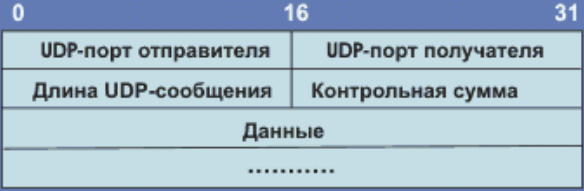 0 16 31
UDP-порт отправителя UDP-порт получателя
Длина UDP-сообщения Контрольная сумма
Данные
...........